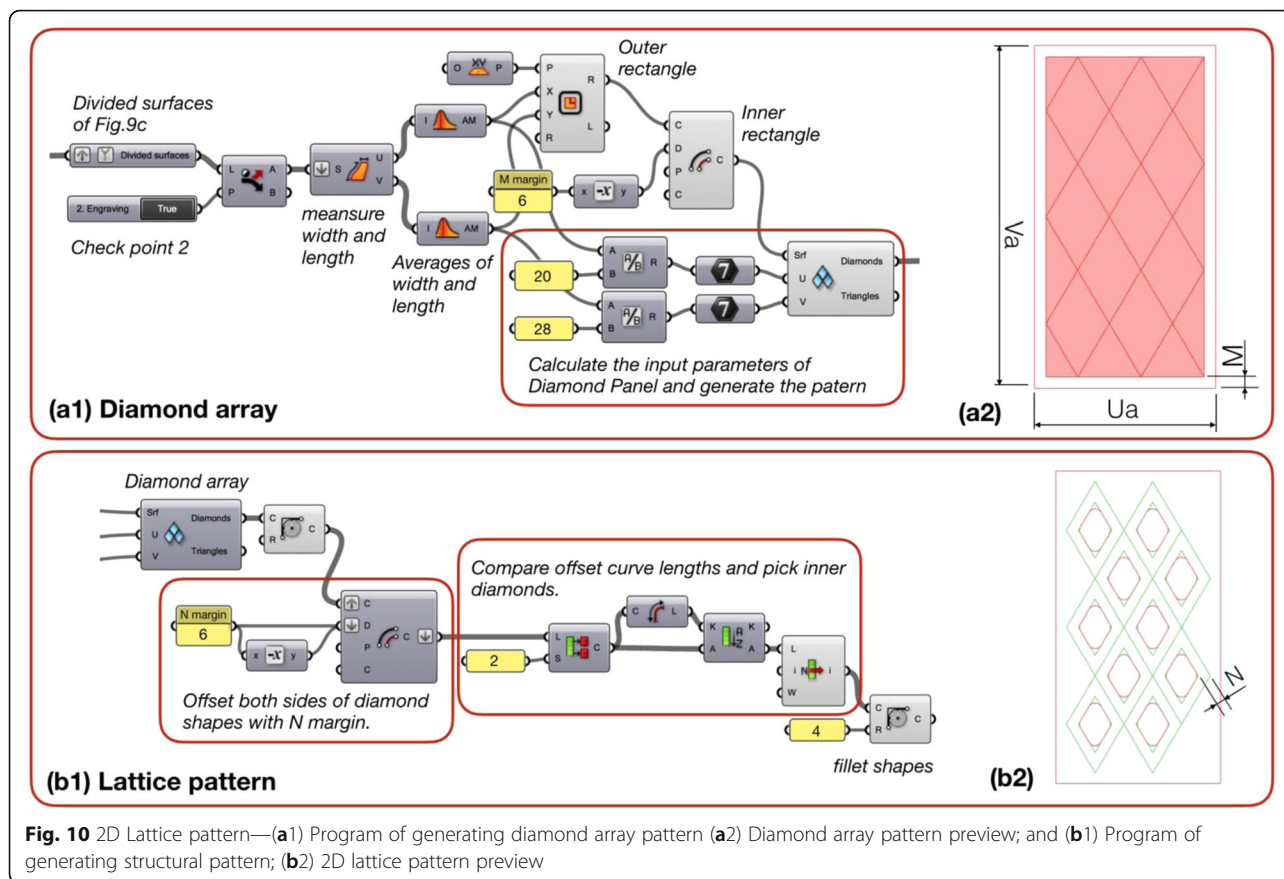 Outer
rectangle
O XY P
P
X
Y
R
R
L
Divided surfaces
of Fig.9c
Divided surfaces
L
P
A
B
2. Engraving True
Check point 2
S
U
V
meansure
width and
length
I AM
I AM
Averages of
width and
length
M margin
6
x -x y
Inner
rectangle
C
D
P
C
C
20
28
A
B
A/B
R
A
B
A/B
R
7
7
Srf
U
V
Diamonds
Triangles
Calculate the input parameters of
Diamond Panel and generate the patern
(a1) Diamond array
Va
M
Ua
(a2)
Diamond array
Srf
U
V
Diamonds
Triangles
C
R
C
N margin
6
x -x y
C
D
P
C
C
Offset both sides of diamond
shapes with N margin.
Compare offset curve lengths and pick inner
diamonds.
2
L
S
C
C L
K
A
A
Z
K
A
L
i
W
N
i
4
C
R
C
fillet shapes
(b1) Lattice pattern
N
(b2)
Fig. 10 2D Lattice pattern—(a1) Program of generating diamond array pattern (a2) Diamond array pattern preview; and (b1) Program of
generating structural pattern; (b2) 2D lattice pattern preview